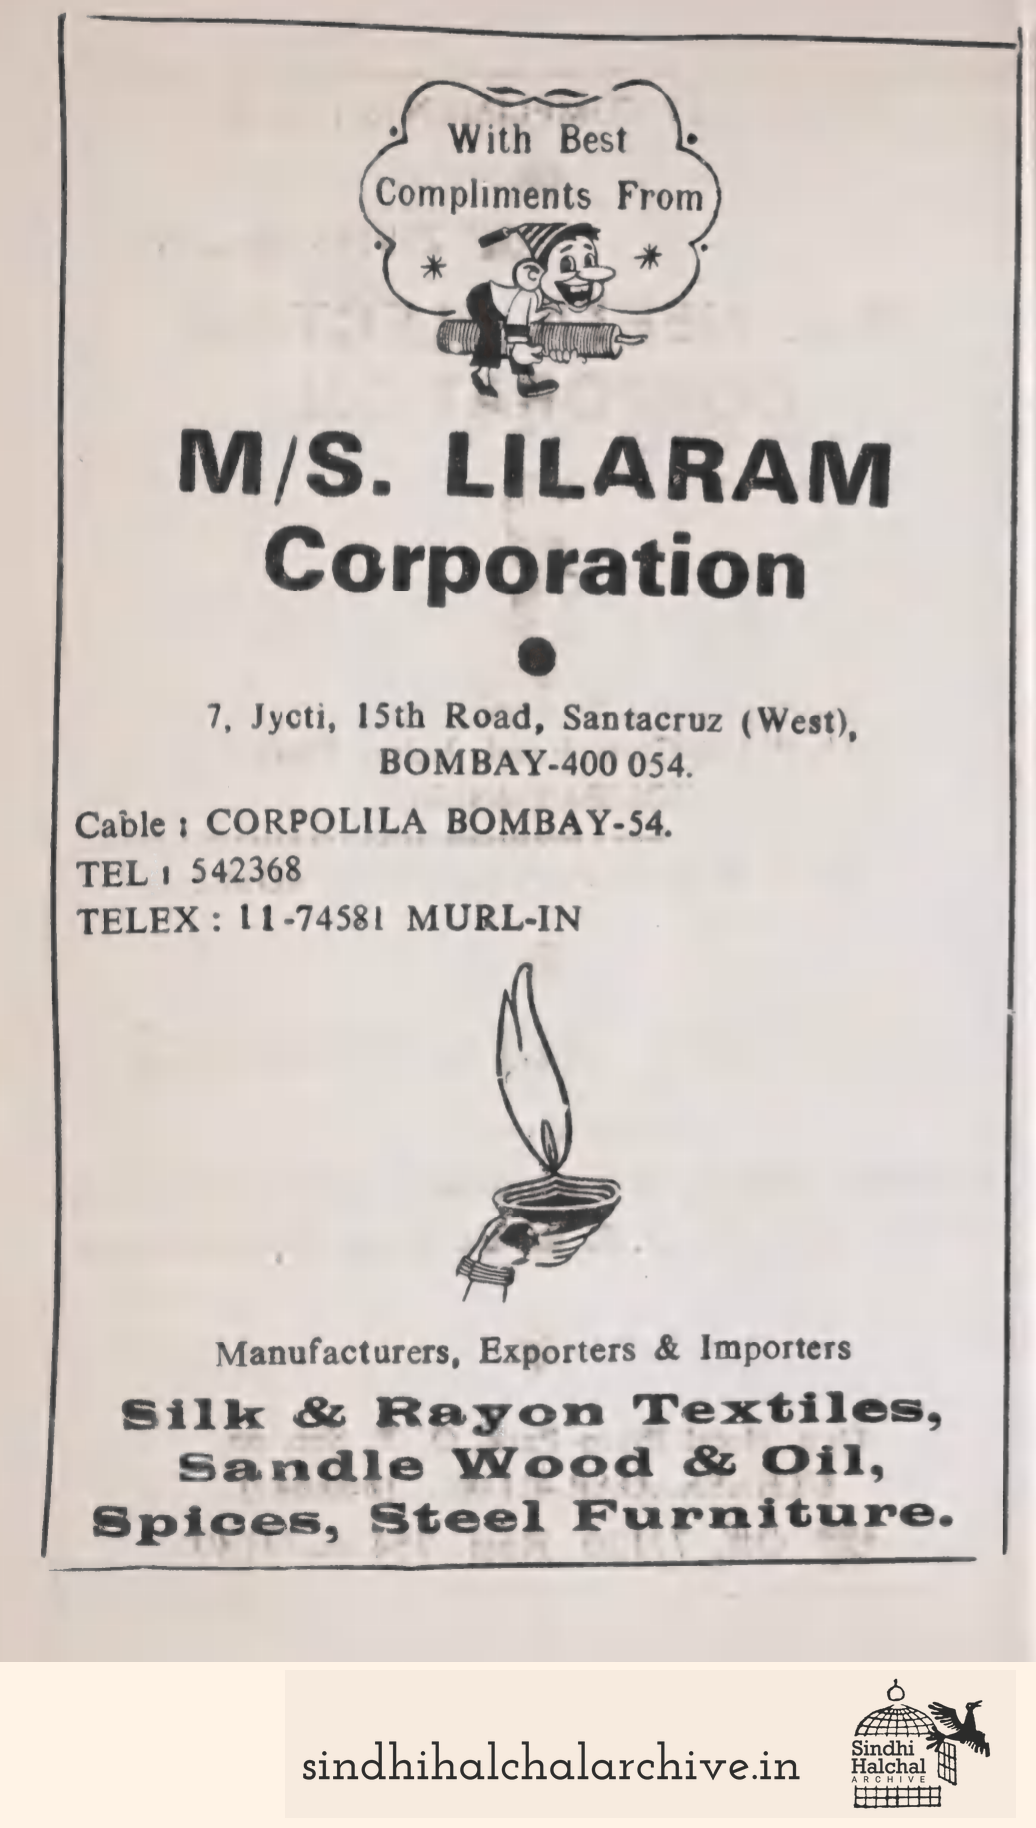 With Best
Compliments From
M/S. LILARAM
Corporation
7, Jyoti, 15th Road, Santacruz (West),
BOMBAY-400 054.
Cable : CORPOLILA BOMBAY-54.
TEL : 542368
TELEX : 11-74581 MURL-IN
Manufacturers, Exporters & Importers
Silk & Rayon Textiles,
Sandle Wood & Oil,
Spices, Steel Furniture.
sindhihalchalarchive.in
Sindhi
Halchal
ARCHIVE